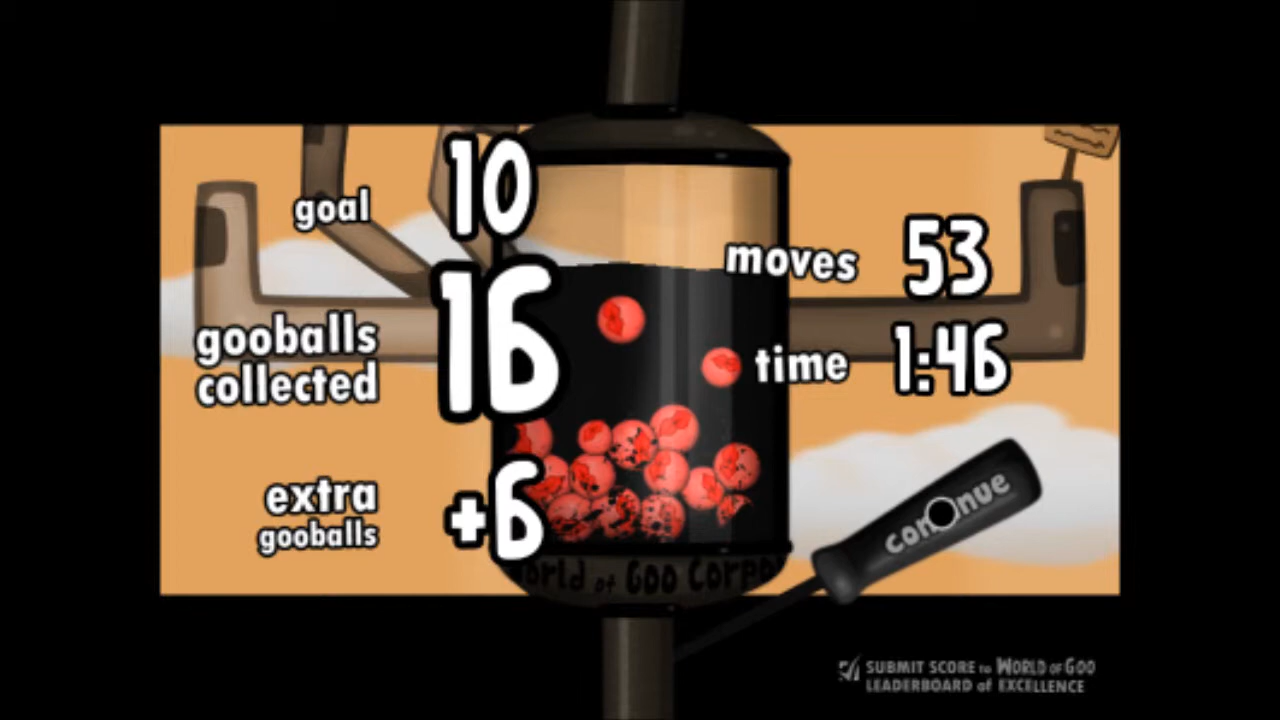 goal 10
gooballs
collected
16
extra
gooballs
+6
moves 53
time 1:46
continue
orld of Goo Corpo
SUBMIT SCORE to WORLD OF GOO
LEADERBOARD of EXCELLENCE